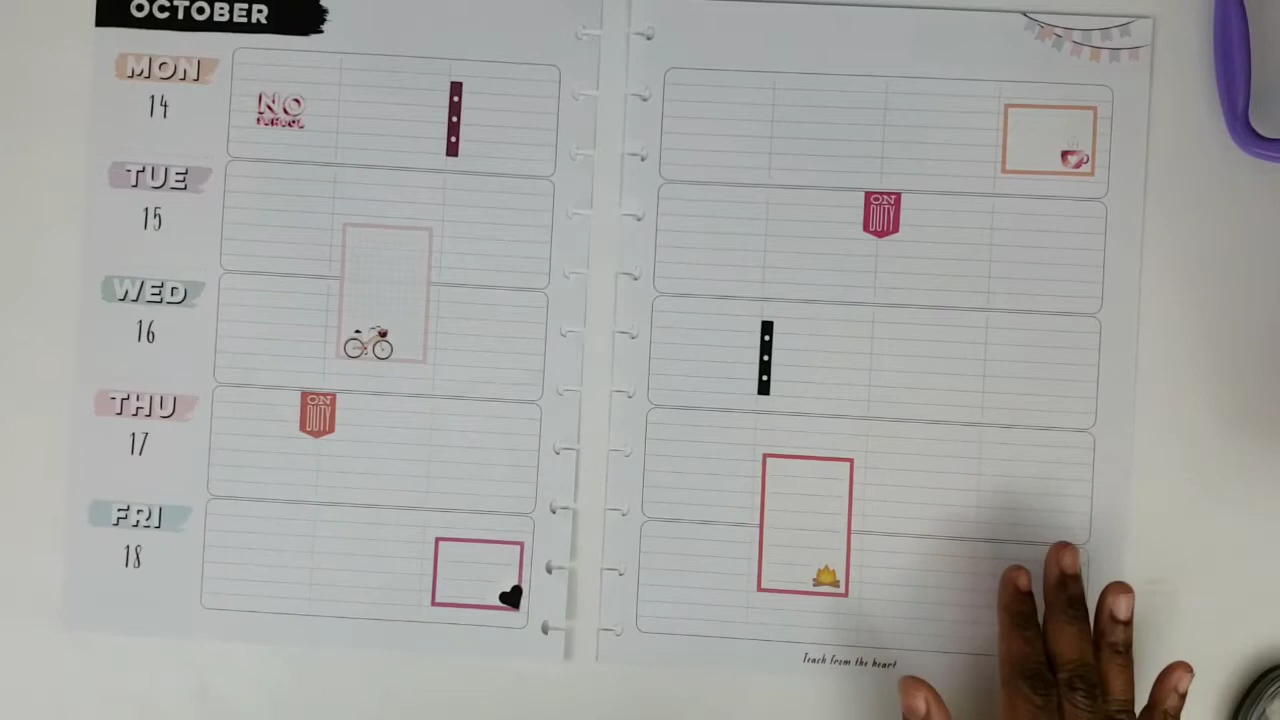 OCTOBER
MON
14
NO
SCHOOL
TUE
15
ON
DUTY
WED
16
THU
17
ON
DUTY
FRI
18
Teach from the heart